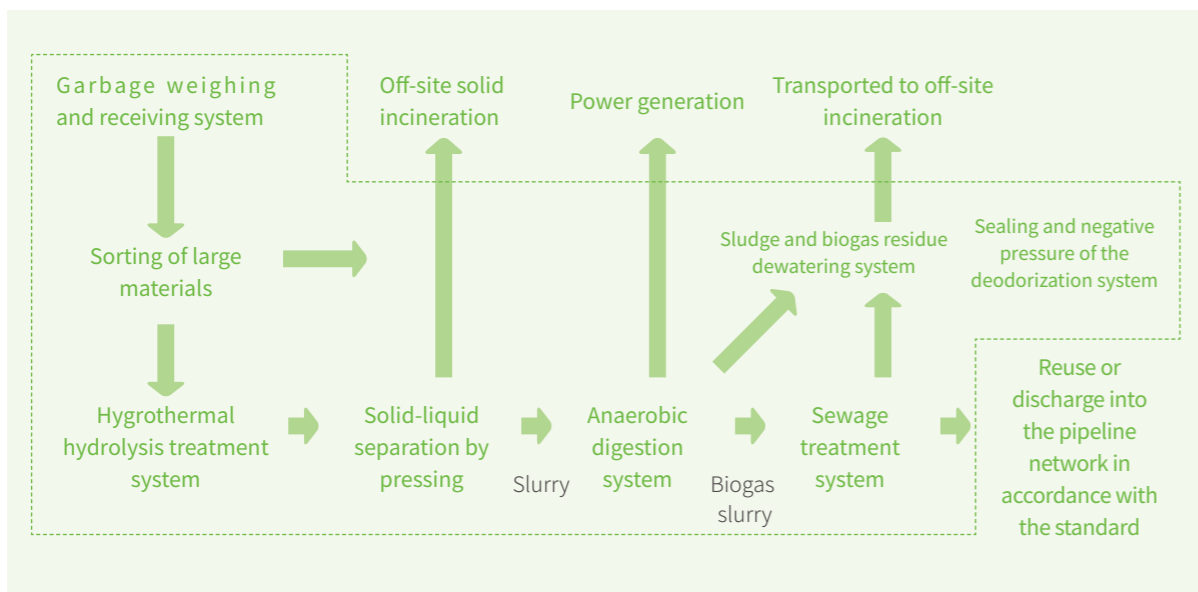 Garbage weighing
and receiving system
Off-site solid
incineration
Power generation
Transported to off-site
incineration
Sorting of large
materials
Sludge and biogas residue
dewatering system
Sealing and negative
pressure of the
deodorization system
Hygrothermal
hydrolysis treatment
system
Solid-liquid
separation by
pressing
Slurry
Anaerobic
digestion
system
Biogas
slurry
Sewage
treatment
system
Reuse or
discharge into
the pipeline
network in
accordance with
the standard